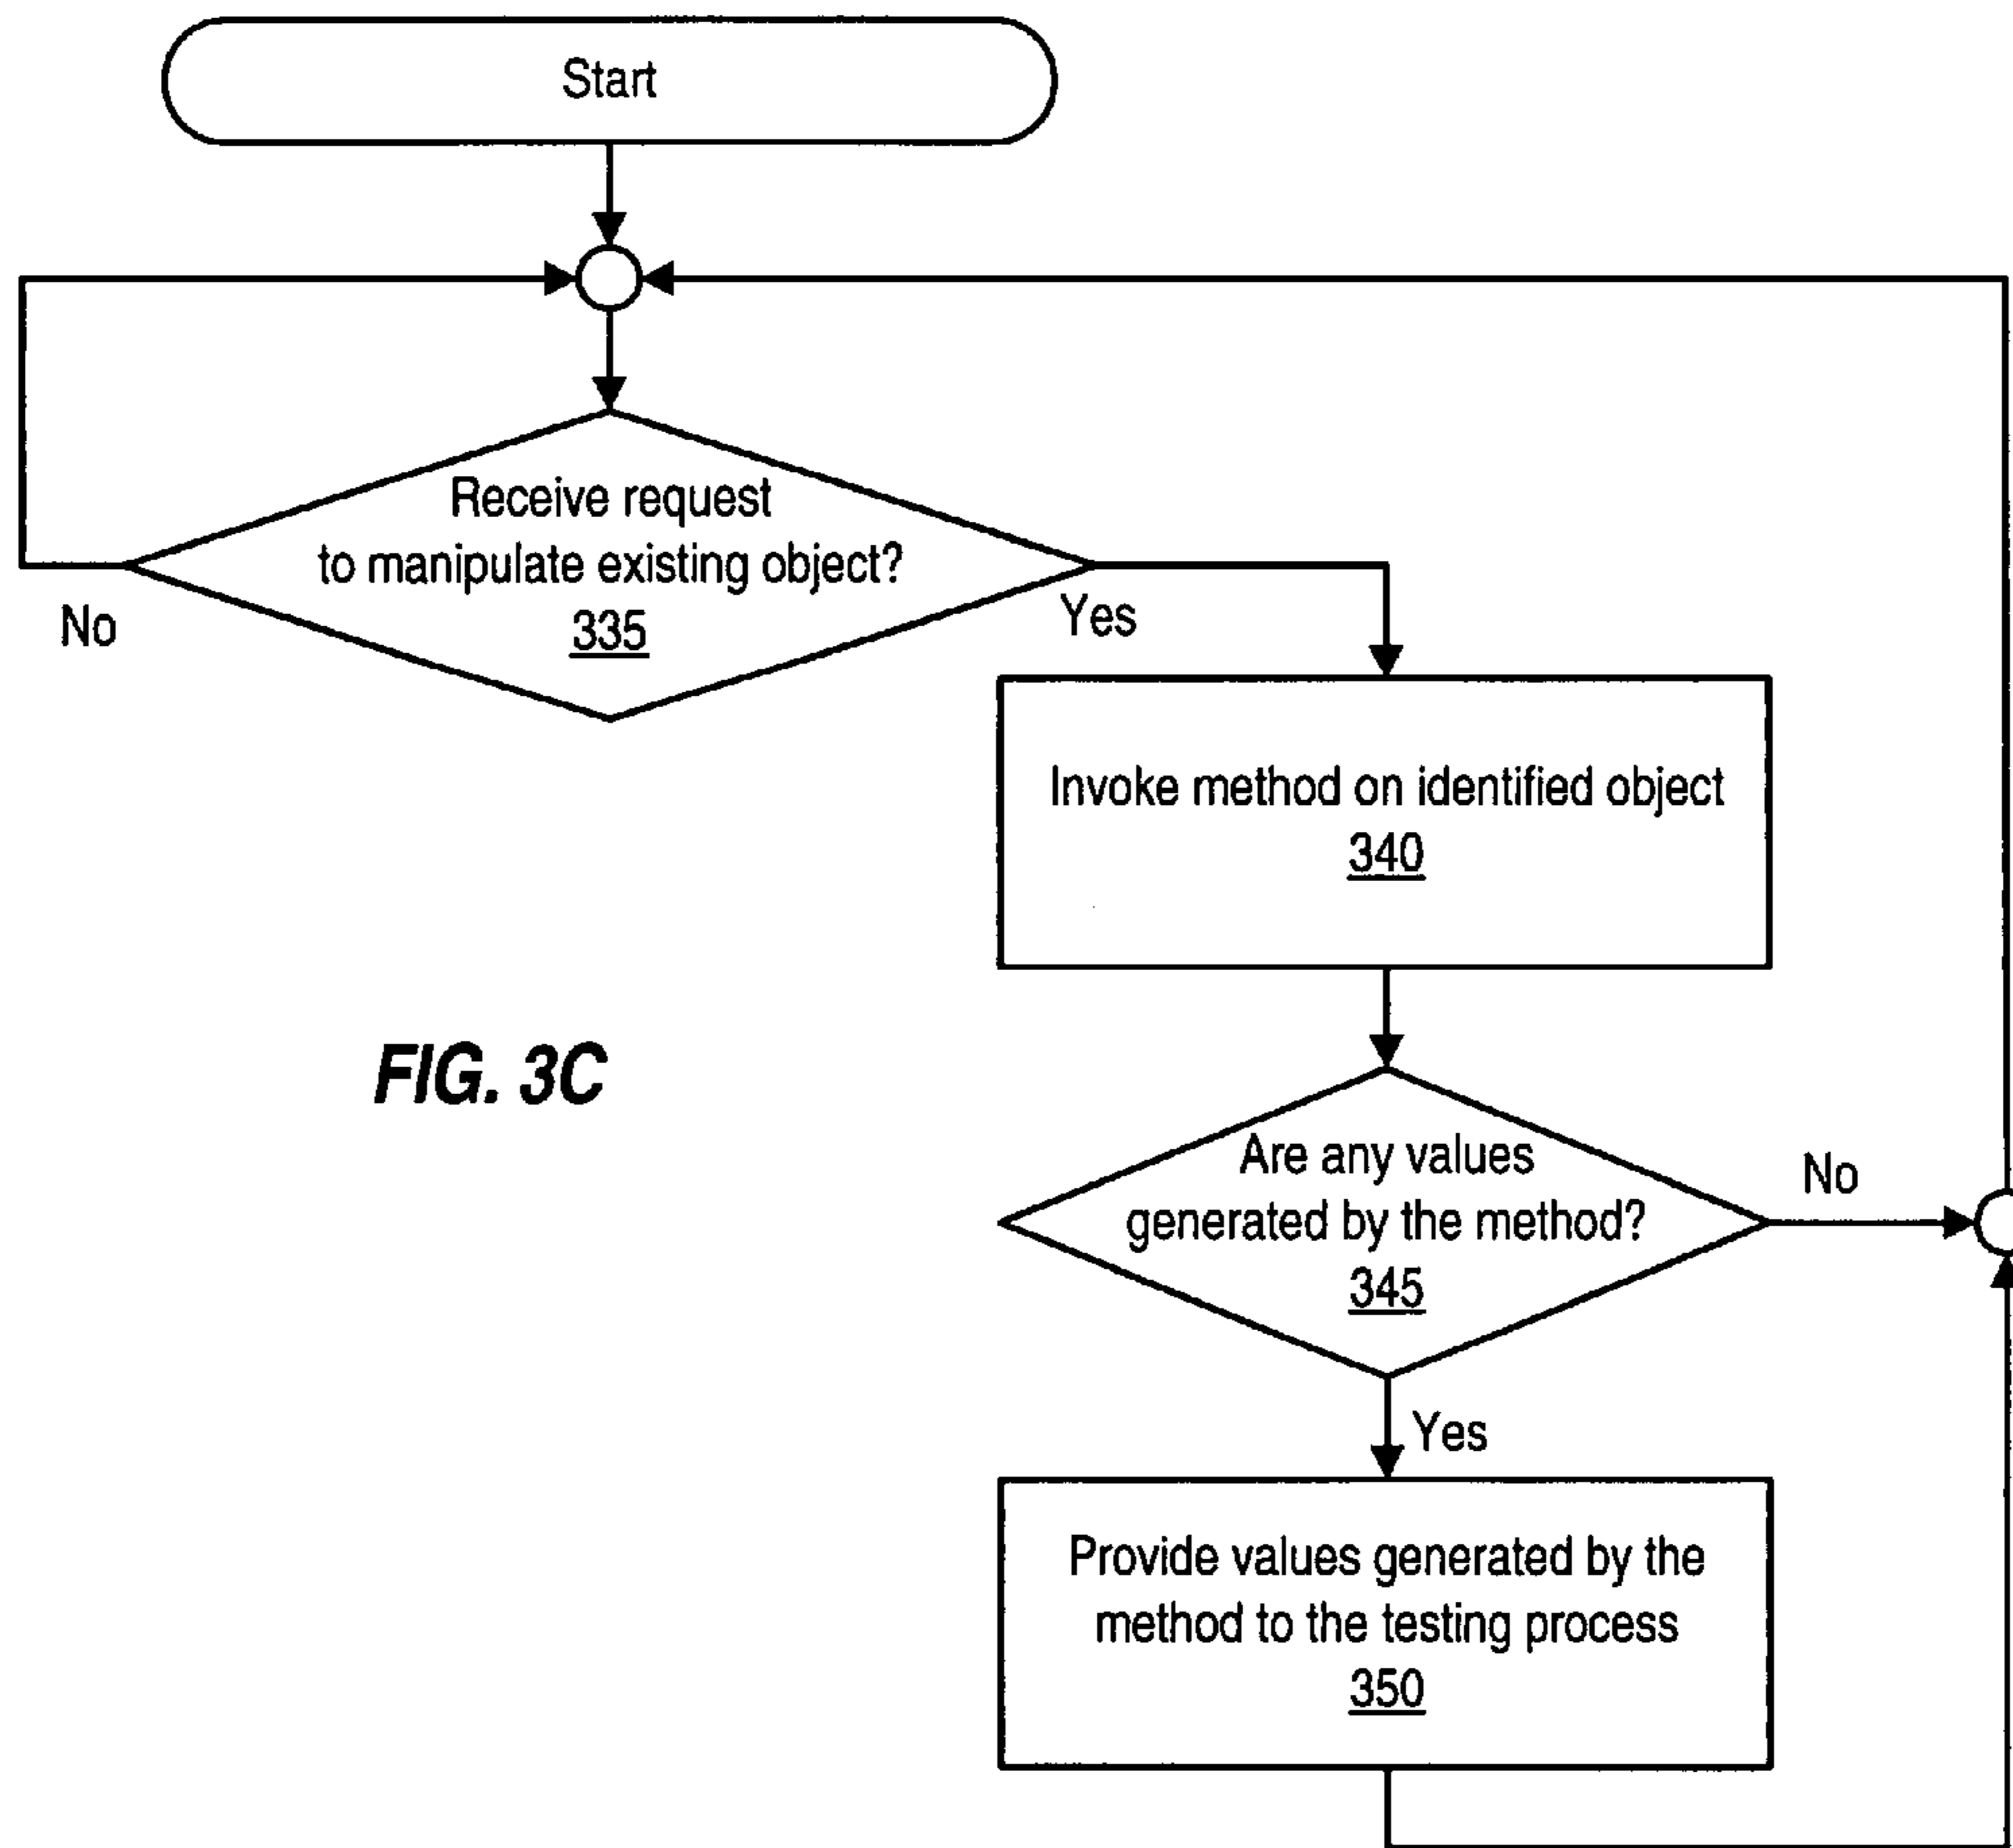 Start
Receive request
to manipulate existing object?
335
No
Yes
Invoke method on identified object
340
FIG. 3C
Are any values
generated by the method?
345
No
Yes
Provide values generated by the
method to the testing process
350